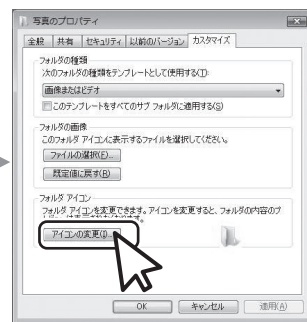 写真のプロパティ
全般 共有 セキュリティ 以前のバージョン カスタマイズ
フォルダの種類
次のフォルダの種類をテンプレートとして使用する(T):
画像またはビデオ
このテンプレートをすべてのサブ フォルダに適用する(S)
フォルダの画像
このフォルダ アイコンに表示するファイルを選択してください。
ファイルの選択(F)...
既定値に戻す(R)
フォルダ アイコン
フォルダ アイコンを変更できます。アイコンを変更すると、フォルダの内容のプ
アイコンの変更(I)...
OK キャンセル 適用(A)